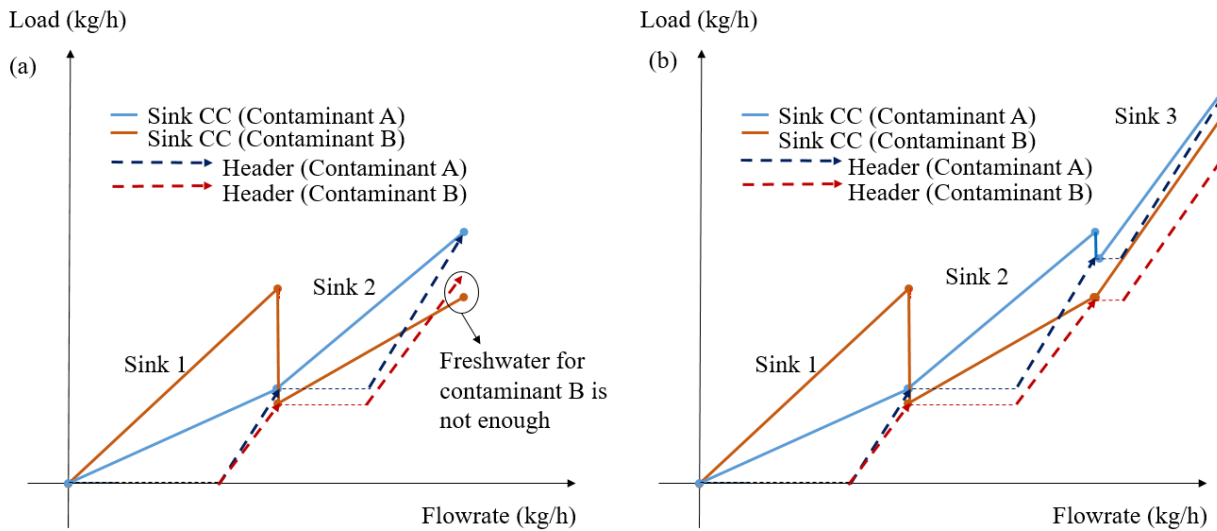 Load (kg/h)
(a)
Sink CC (Contaminant A)
Sink CC (Contaminant B)
Header (Contaminant A)
Header (Contaminant B)
Sink 1
Sink 2
Freshwater for
contaminant B is
not enough
Flowrate (kg/h)
Load (kg/h)
(b)
Sink CC (Contaminant A)
Sink CC (Contaminant B)
Header (Contaminant A)
Header (Contaminant B)
Sink 1
Sink 2
Sink 3
Flowrate (kg/h)